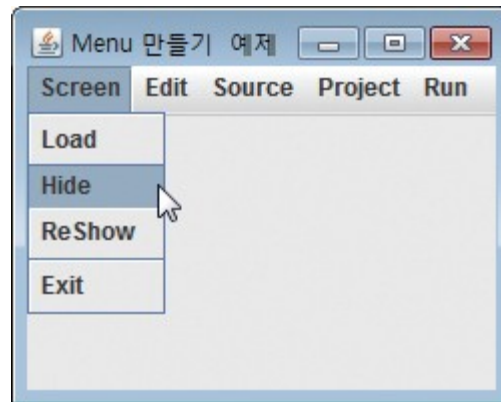 Menu 만들기 예제
Screen Edit Source Project Run
Load
Hide
ReShow
Exit